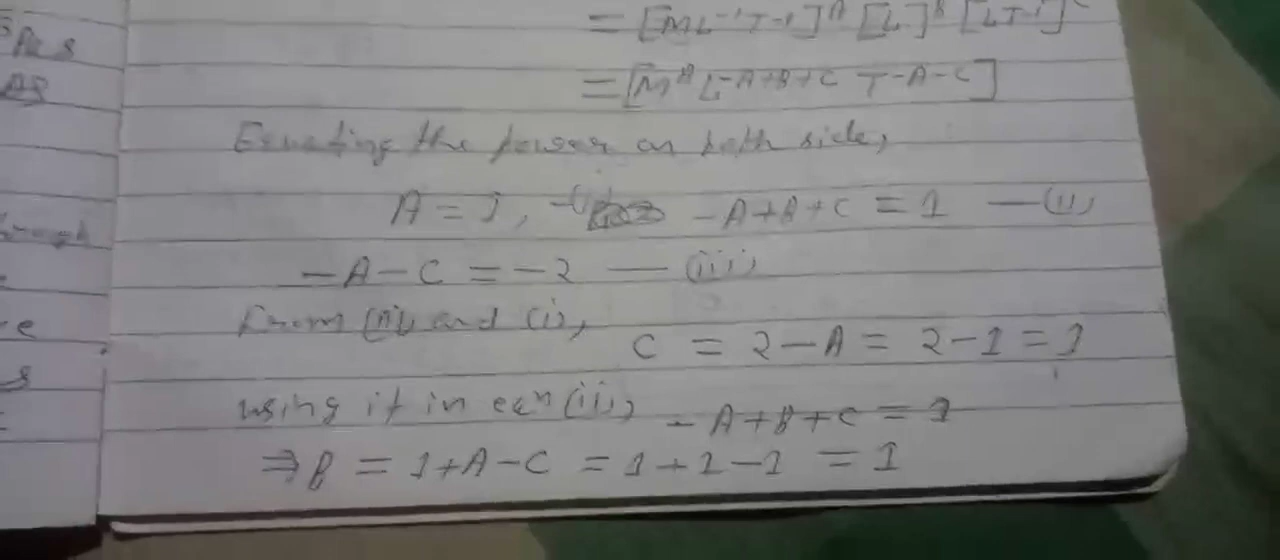 = [ML⁻¹T⁻¹]ᴬ [L]ᴮ [LT⁻¹]ᶜ
= [Mᴬ L⁻ᴬ⁺ᴮ⁺ᶜ T⁻ᴬ⁻ᶜ]
Equating the power on both side,
A = 1, -(i) -A+B+C = 1 —(ii)
-A-C = -2 — (iii)
From (iii) and (i),
C = 2-A = 2-1 = 1
using it in eqⁿ (ii), -A+B+C = 1
⇒ B = 1+A-C = 1+1-1 = 1